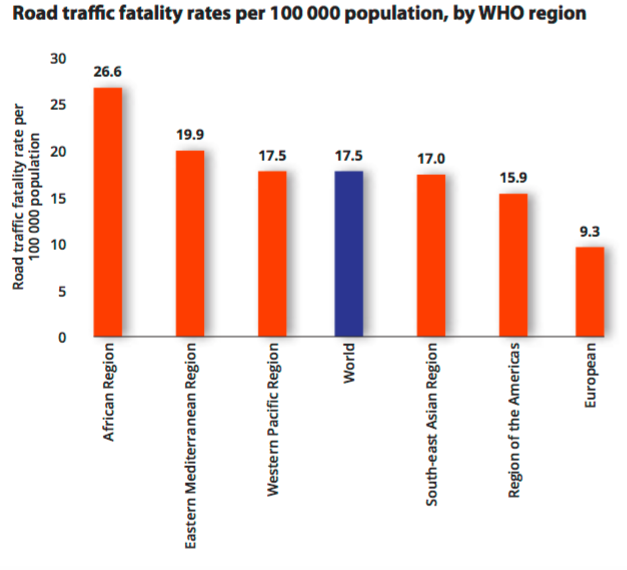 Road traffic fatality rates per 100 000 population, by WHO region
Road traffic fatality rate per
100 000 population
30
25
20
15
10
5
0
26.6
19.9
17.5
17.5
17.0
15.9
9.3
African Region
Eastern Mediterranean Region
Western Pacific Region
World
South-east Asian Region
Region of the Americas
European